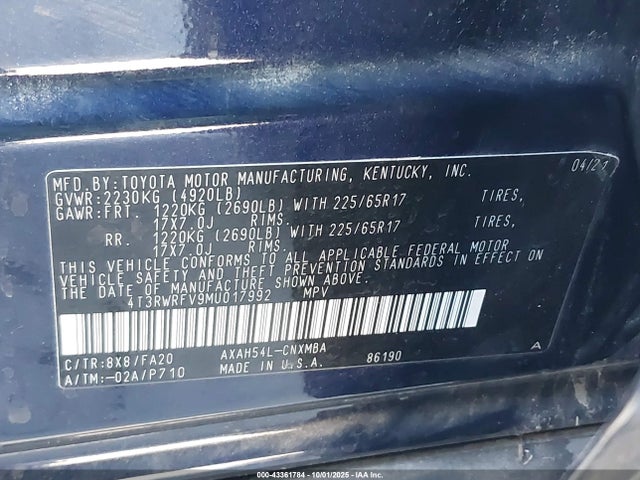 04/21
MFD.BY:TOYOTA MOTOR MANUFACTURING, KENTUCKY, INC.
GVWR:2230KG (4920LB)
GAWR:FRT. 1220KG (2690LB) WITH 225/65R17 TIRES,
17X7.0J RIMS,
RR. 1220KG (2690LB) WITH 225/65R17 TIRES,
17X7.0J RIMS.
THIS VEHICLE CONFORMS TO ALL APPLICABLE FEDERAL MOTOR
VEHICLE SAFETY AND THEFT PREVENTION STANDARDS IN EFFECT ON
THE DATE OF MANUFACTURE SHOWN ABOVE.
4T3RWRFV9MU017992 MPV
C/TR:8X8/FA20 AXAH54L-CNXMBA A
A/TM:-02A/P710 MADE IN U.S.A. 86190
000-43361784 - 10/01/2025 - IAA Inc.